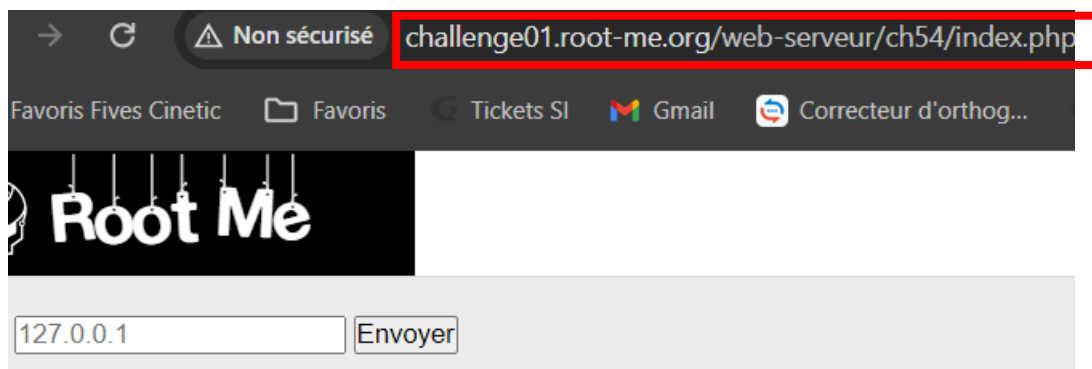 Non sécurisé challenge01.root-me.org/web-serveur/ch54/index.php
Favoris Fives Cinetic Favoris Tickets SI Gmail Correcteur d'orthog...
Root Me
127.0.0.1 Envoyer